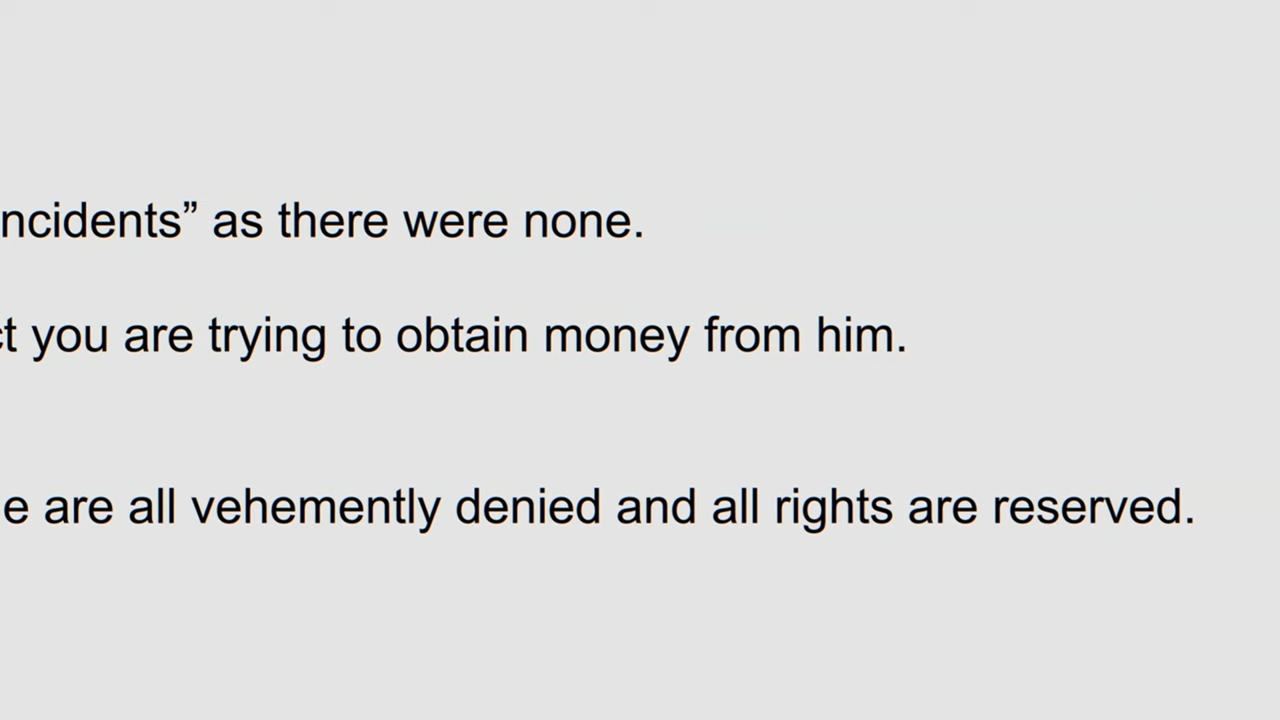 ncidents” as there were none.
ct you are trying to obtain money from him.
e are all vehemently denied and all rights are reserved.